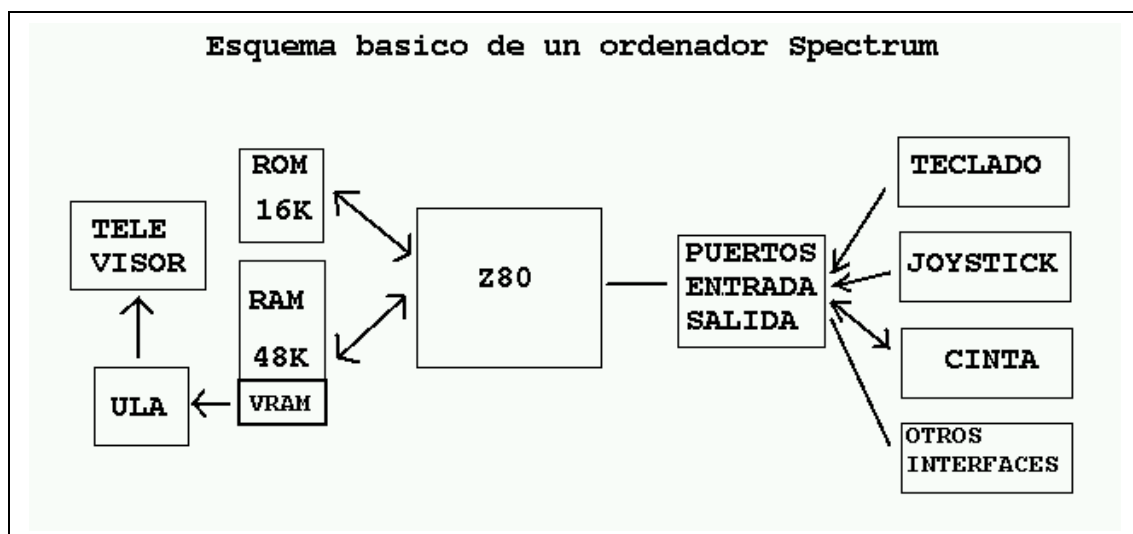 Esquema basico de un ordenador Spectrum
ROM
16K
TELE
VISOR
RAM
48K
VRAM
ULA
Z80
PUERTOS
ENTRADA
SALIDA
TECLADO
JOYSTICK
CINTA
OTROS
INTERFACES